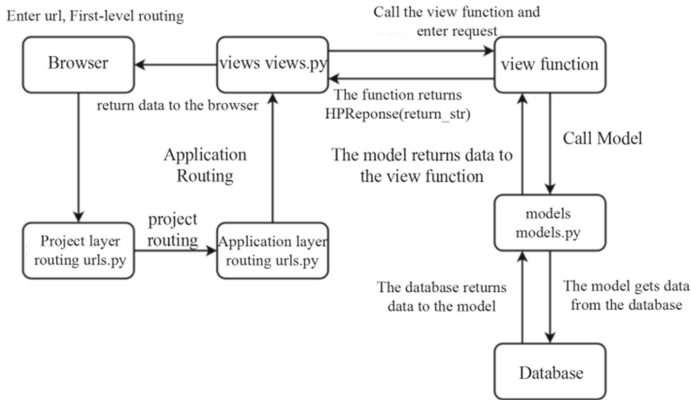 Enter url, First-level routing
Call the view function and
enter request
Browser
views views.py
view function
return data to the browser
The function returns
HPReponse(return_str)
Call Model
Application
Routing
The model returns data to
the view function
project
routing
models
models.py
Project layer
routing urls.py
Application layer
routing urls.py
The database returns
data to the model
The model gets data
from the database
Database